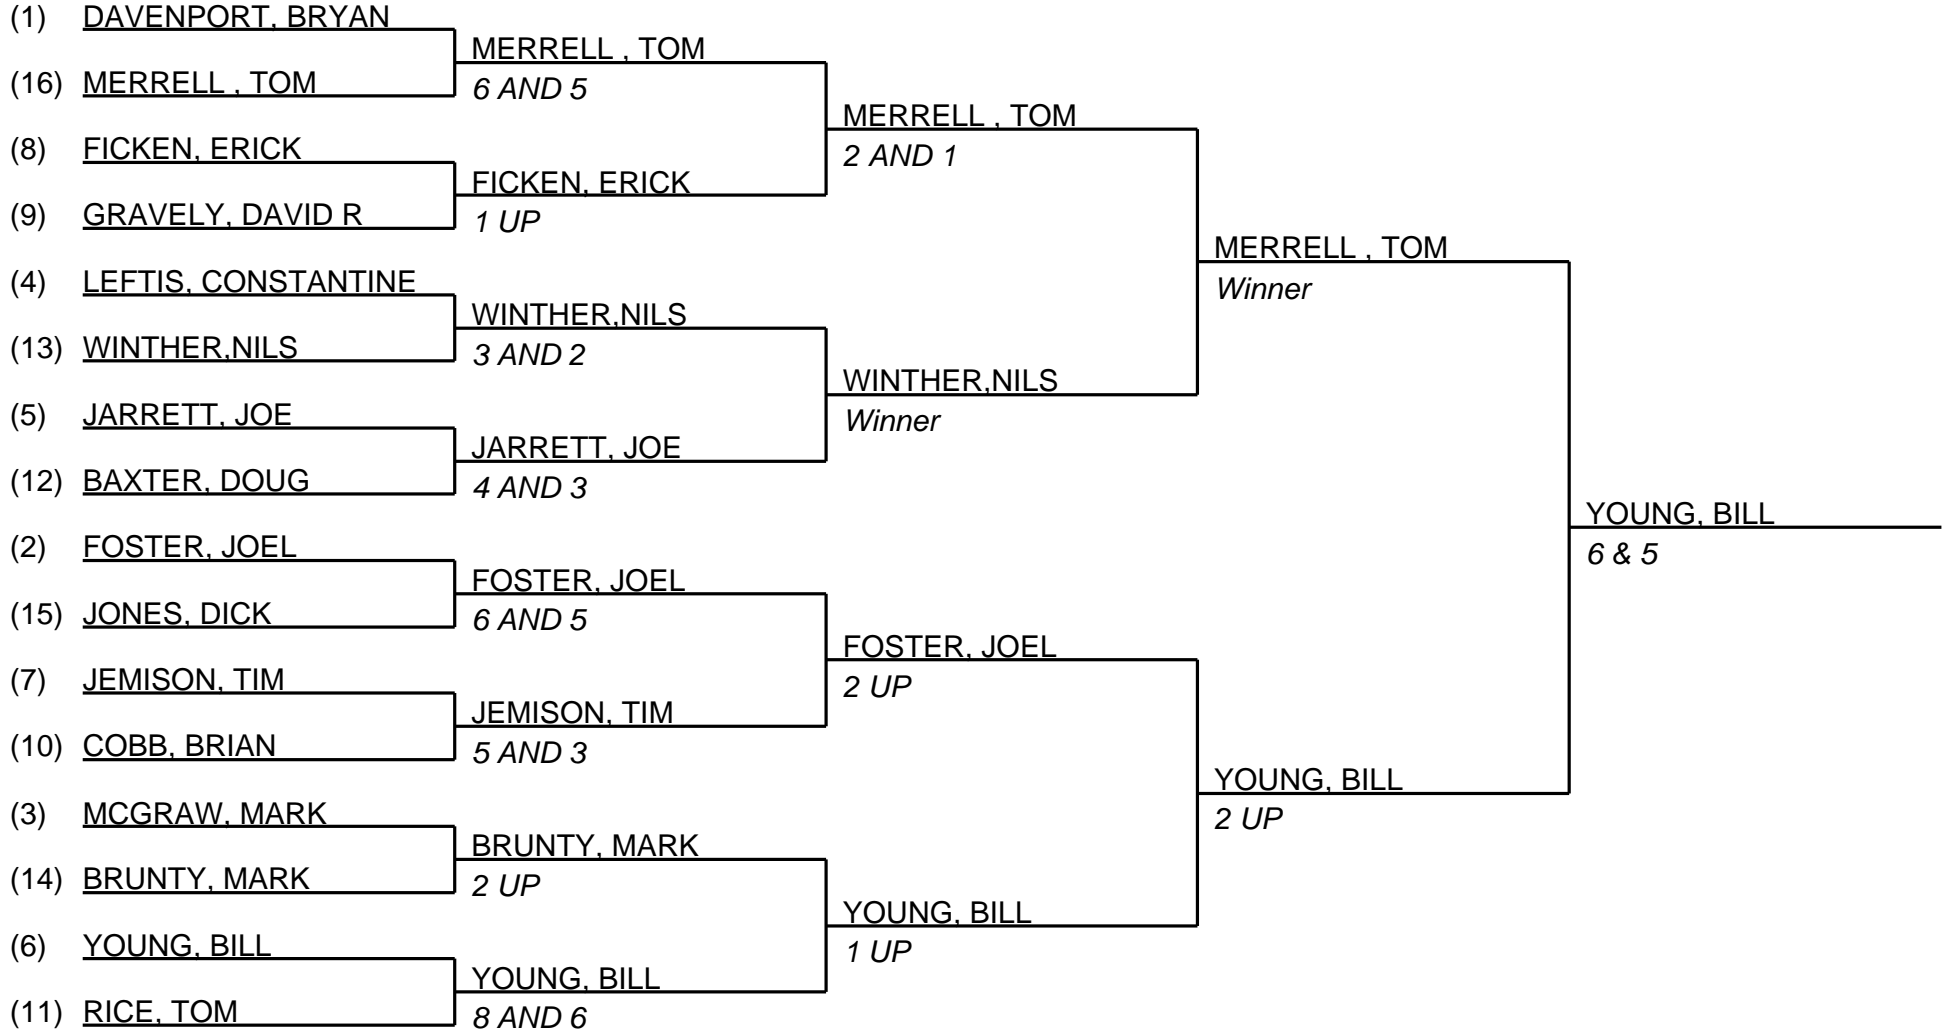 (1) DAVENPORT, BRYAN
(16) MERRELL , TOM
(8) FICKEN, ERICK
(9) GRAVELY, DAVID R
(4) LEFTIS, CONSTANTINE
(13) WINTHER,NILS
(5) JARRETT, JOE
(12) BAXTER, DOUG
(2) FOSTER, JOEL
(15) JONES, DICK
(7) JEMISON, TIM
(10) COBB, BRIAN
(3) MCGRAW, MARK
(14) BRUNTY, MARK
(6) YOUNG, BILL
(11) RICE, TOM
MERRELL , TOM
6 AND 5
FICKEN, ERICK
1 UP
WINTHER,NILS
3 AND 2
JARRETT, JOE
4 AND 3
FOSTER, JOEL
6 AND 5
JEMISON, TIM
5 AND 3
BRUNTY, MARK
2 UP
YOUNG, BILL
8 AND 6
MERRELL , TOM
2 AND 1
WINTHER,NILS
Winner
FOSTER, JOEL
2 UP
YOUNG, BILL
1 UP
MERRELL , TOM
Winner
YOUNG, BILL
2 UP
YOUNG, BILL
6 & 5